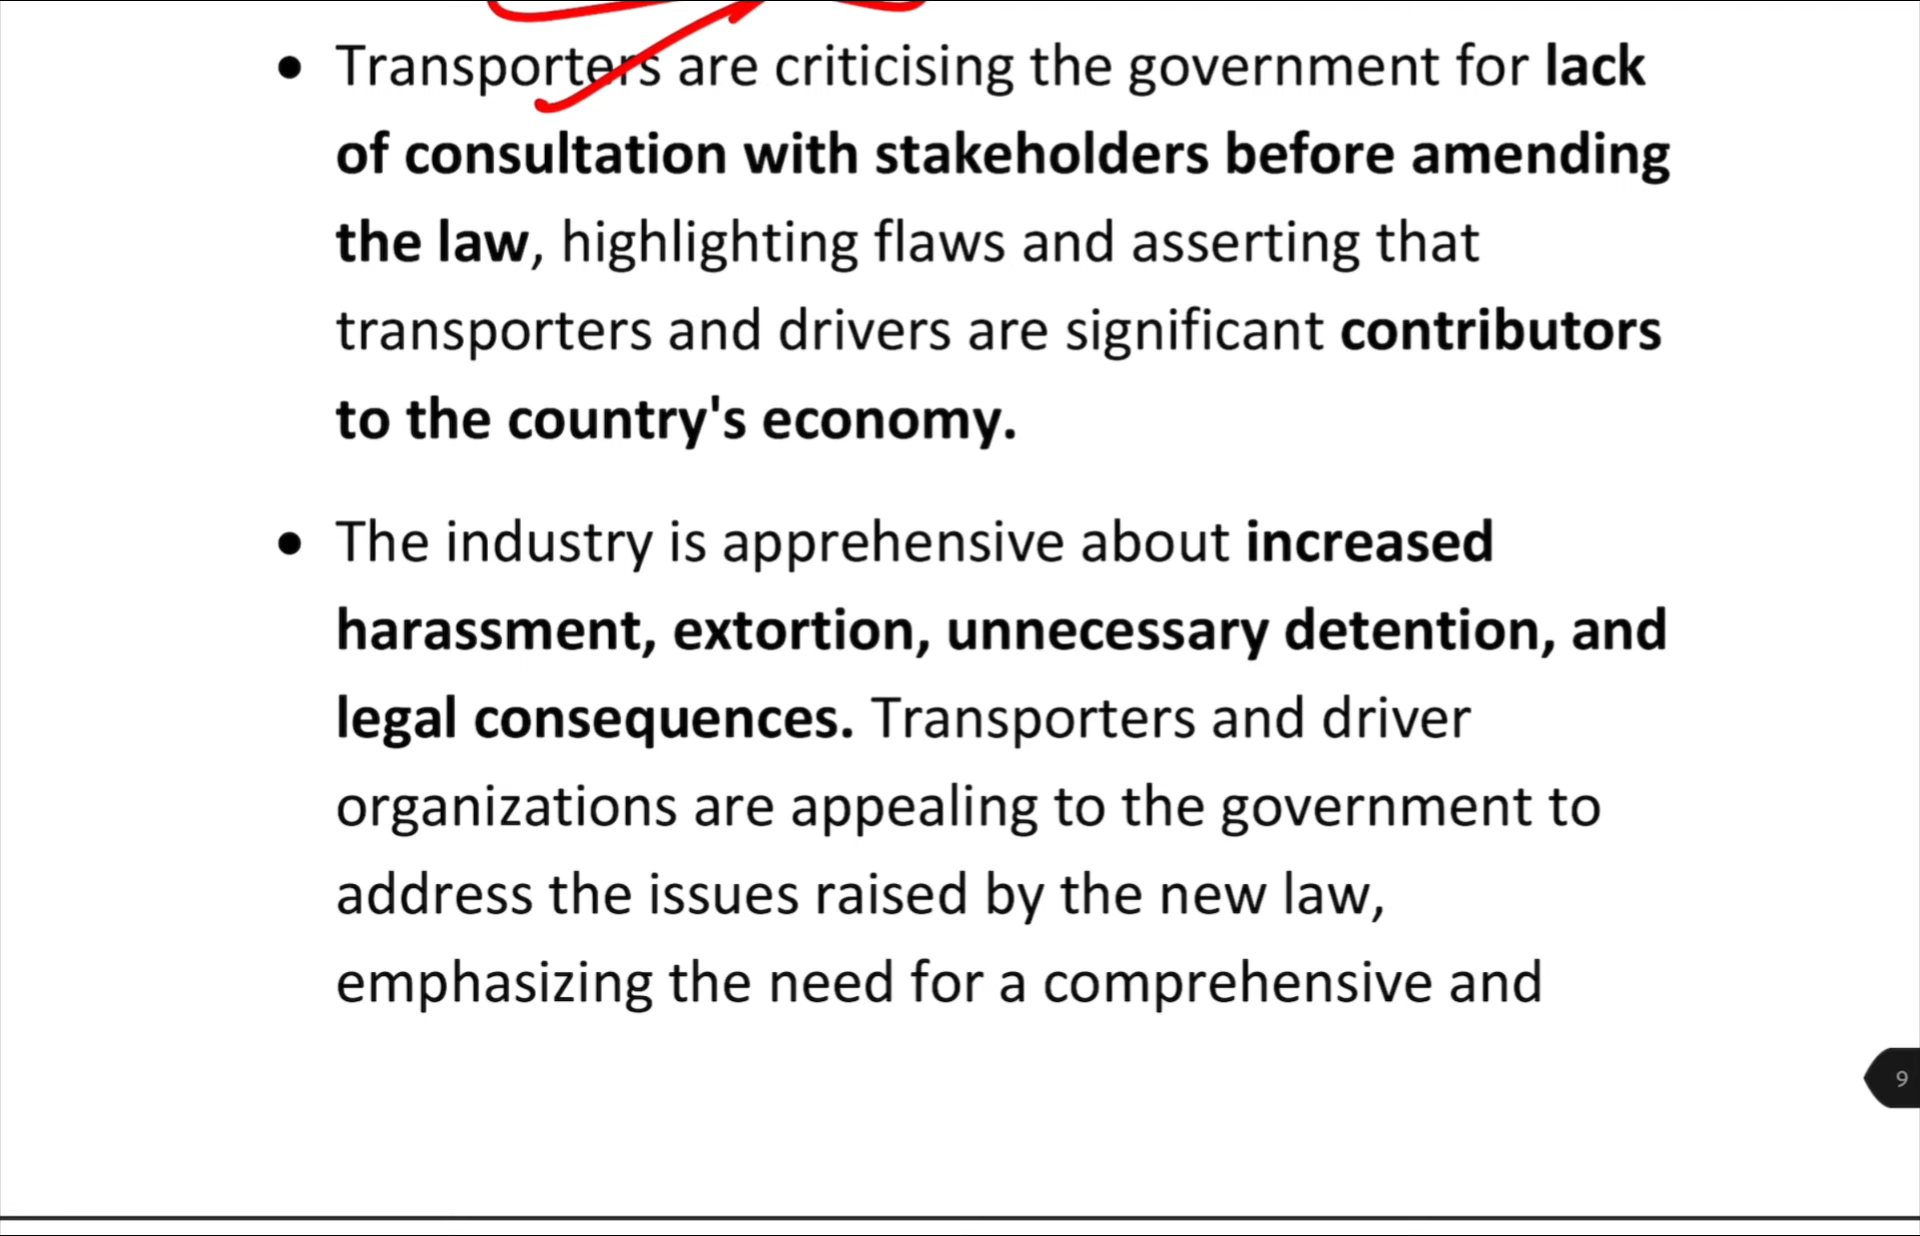 • Transporters are criticising the government for lack
of consultation with stakeholders before amending
the law, highlighting flaws and asserting that
transporters and drivers are significant contributors
to the country's economy.
• The industry is apprehensive about increased
harassment, extortion, unnecessary detention, and
legal consequences. Transporters and driver
organizations are appealing to the government to
address the issues raised by the new law,
emphasizing the need for a comprehensive and
9